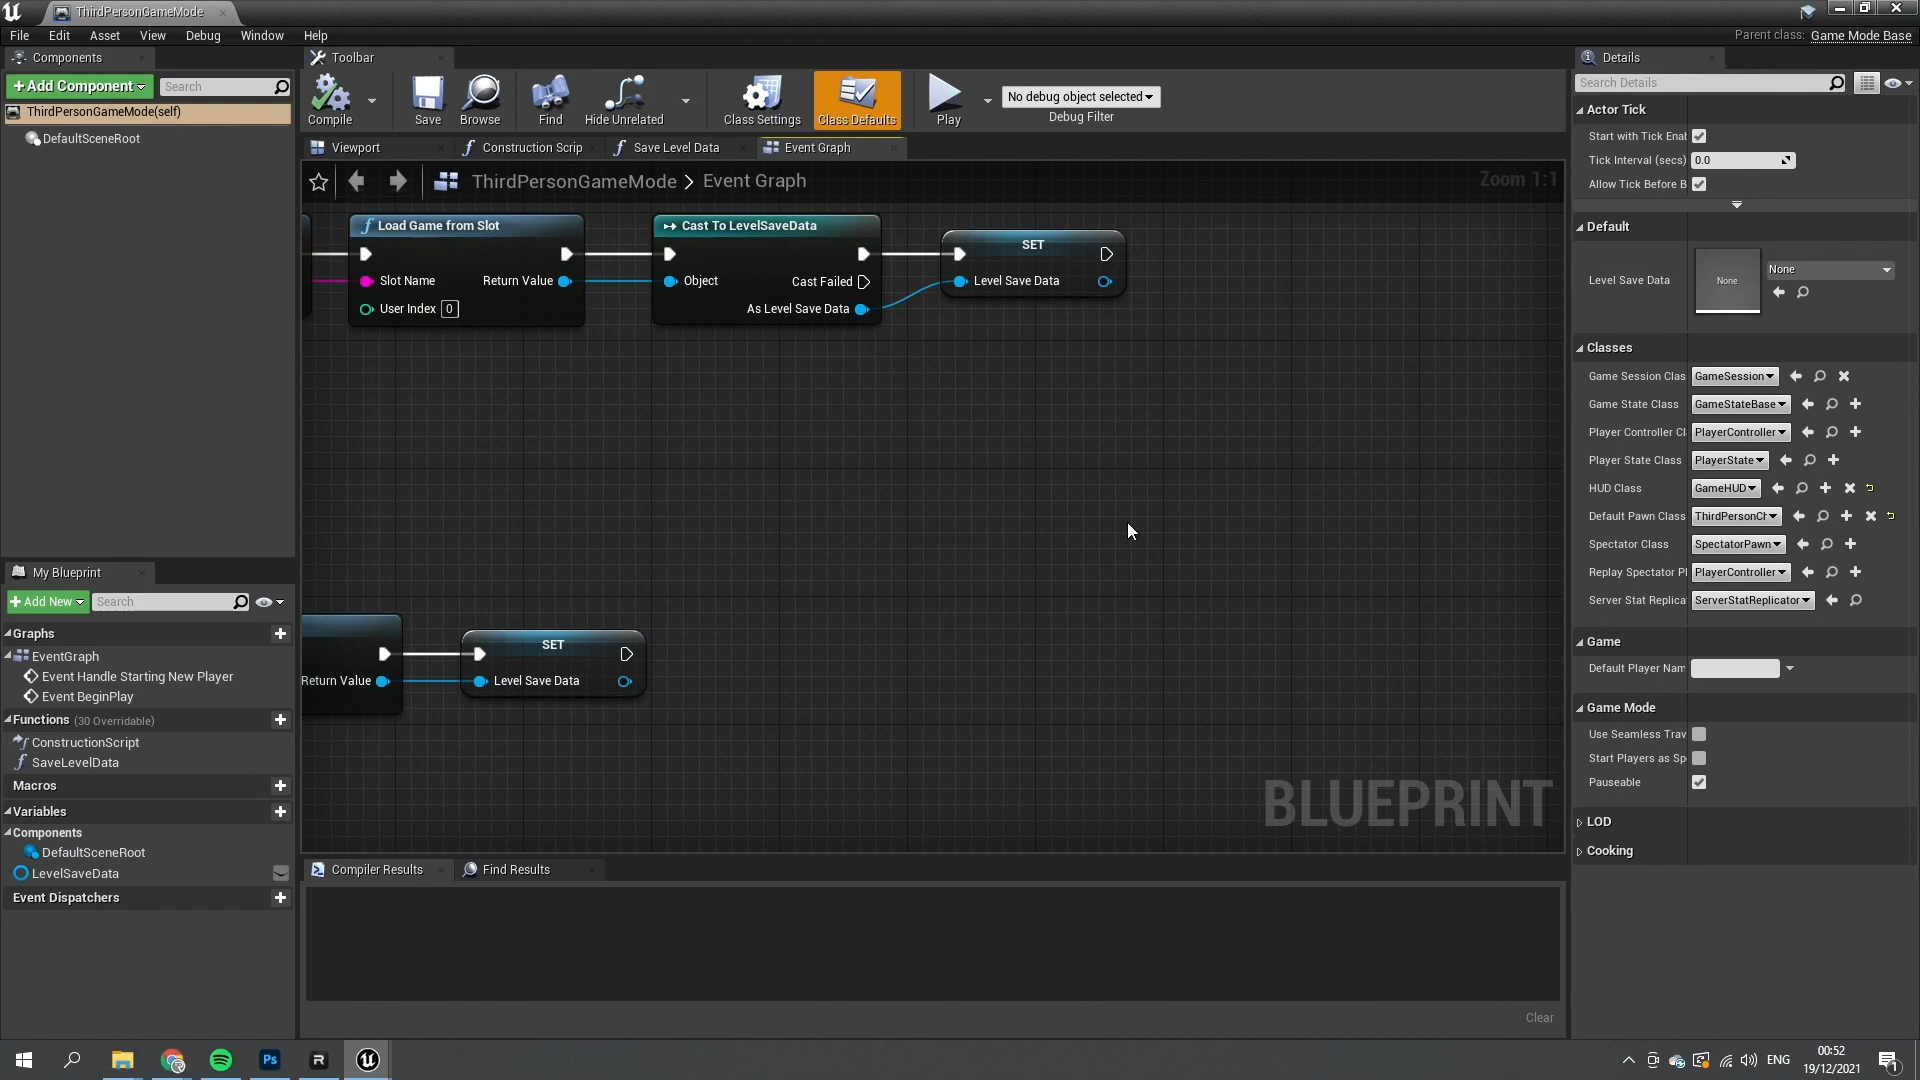 ThirdPersonGameMode
File Edit Asset View Debug Window Help
Parent class: Game Mode Base
Components
Toolbar
Details
Add Component
Search
ThirdPersonGameMode(self)
DefaultSceneRoot
Compile
Save
Browse
Find
Hide Unrelated
Class Settings
Class Defaults
Play
No debug object selected
Debug Filter
Search Details
Viewport
Construction Scrip
Save Level Data
Event Graph
ThirdPersonGameMode > Event Graph
Zoom 1:1
Load Game from Slot
Slot Name
Return Value
User Index 0
Cast To LevelSaveData
Object
Cast Failed
As Level Save Data
SET
Level Save Data
Return Value
SET
Level Save Data
BLUEPRINT
Actor Tick
Start with Tick Enab
Tick Interval (secs) 0.0
Allow Tick Before B
Default
Level Save Data
None
None
Classes
Game Session Clas GameSession
Game State Class GameStateBase
Player Controller Cl PlayerController
Player State Class PlayerState
HUD Class GameHUD
Default Pawn Class ThirdPersonCh
Spectator Class SpectatorPawn
Replay Spectator Pl PlayerController
Server Stat Replica ServerStatReplicator
Game
Default Player Nam
Game Mode
Use Seamless Trav
Start Players as Sp
Pauseable
LOD
Cooking
My Blueprint
Add New
Search
Graphs
EventGraph
Event Handle Starting New Player
Event BeginPlay
Functions (30 Overridable)
ConstructionScript
SaveLevelData
Macros
Variables
Components
DefaultSceneRoot
LevelSaveData
Event Dispatchers
Compiler Results
Find Results
Clear
Ps
R
ENG
00:52
19/12/2021
1